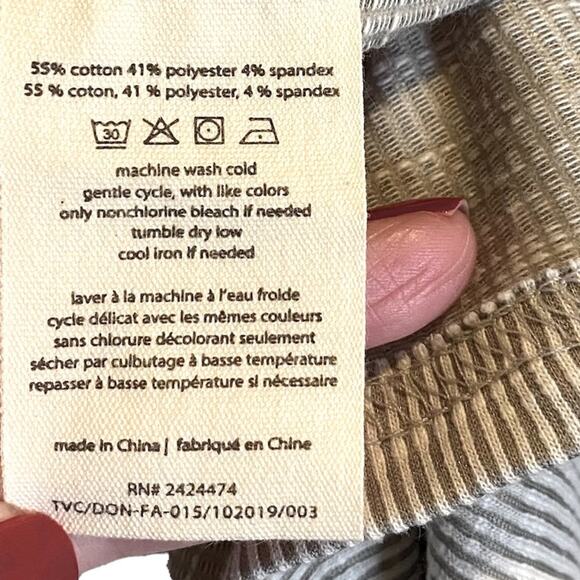 55% cotton 41% polyester 4% spandex
55 % coton, 41 % polyester, 4 % spandex
30
machine wash cold
gentle cycle, with like colors
only nonchlorine bleach if needed
tumble dry low
cool iron if needed
laver à la machine à l'eau froide
cycle délicat avec les mêmes couleurs
sans chlorure décolorant seulement
sécher par culbutage à basse température
repasser à basse température si nécessaire
made in China | fabriqué en Chine
RN# 2424474
TVC/DON-FA-015/102019/003